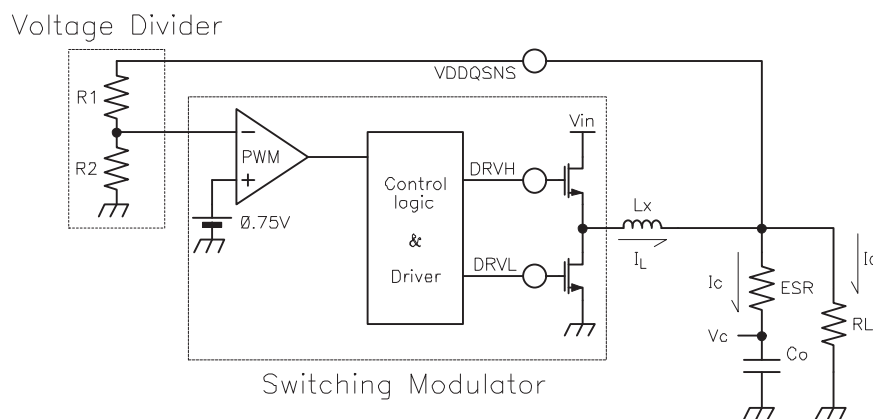 Voltage Divider
VDDQSNS
R1
R2
PWM
−
+
0.75V
Control
logic
&
Driver
DRVH
DRVL
Vin
Lx
IL
Ic
ESR
Vc
Co
RL
Switching Modulator